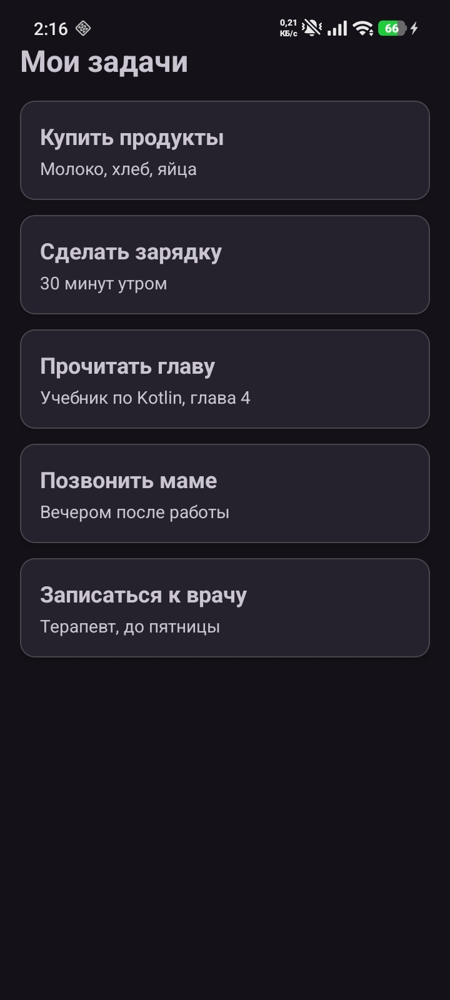 2:16
0,21
КБ/с
66
Мои задачи
Купить продукты
Молоко, хлеб, яйца
Сделать зарядку
30 минут утром
Прочитать главу
Учебник по Kotlin, глава 4
Позвонить маме
Вечером после работы
Записаться к врачу
Терапевт, до пятницы